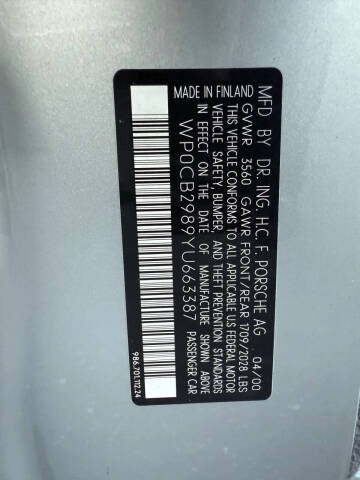 MFD BY DR. ING. H.C. F. PORSCHE AG 04/00
GVWR 3560 GAWR FRONT/REAR 1709/2028 LBS
THIS VEHICLE CONFORMS TO ALL APPLICABLE US FEDERAL MOTOR
VEHICLE SAFETY, BUMPER, AND THEFT PREVENTION STANDARDS
IN EFFECT ON THE DATE OF MANUFACTURE SHOWN ABOVE
MADE IN FINLAND
WP0CB2989YU663387
PASSENGER CAR
986.701.112.24